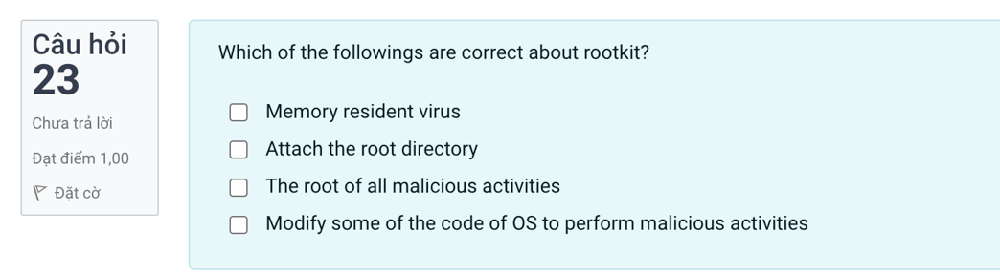 Câu hỏi
23
Chưa trả lời
Đạt điểm 1,00
Đặt cờ
Which of the followings are correct about rootkit?
Memory resident virus
Attach the root directory
The root of all malicious activities
Modify some of the code of OS to perform malicious activities